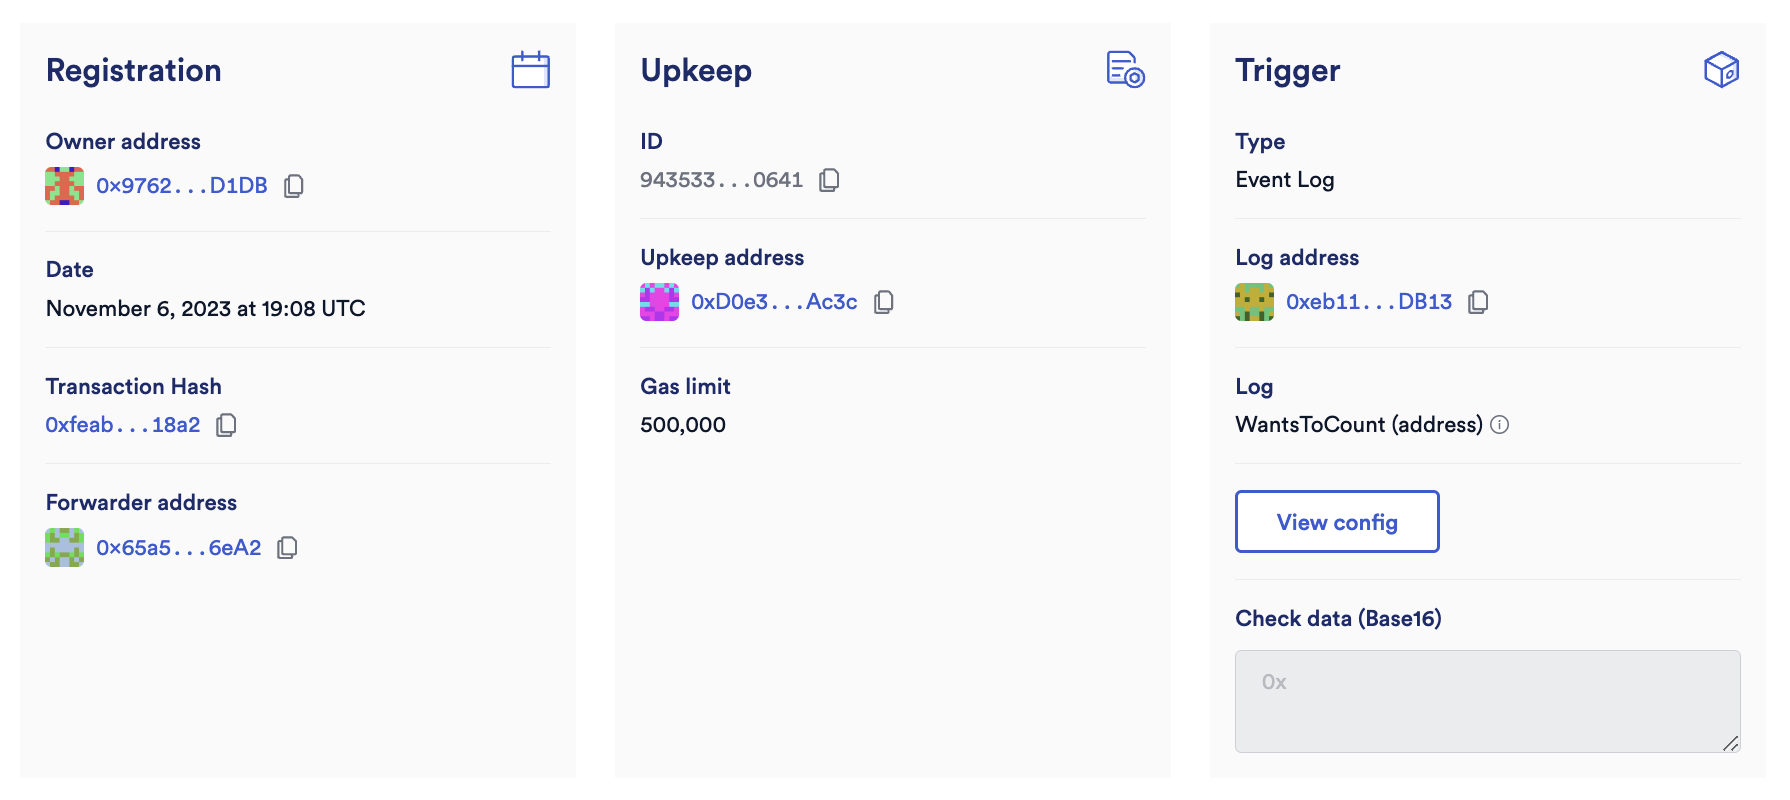 Registration
Owner address
0x9762...D1DB
Date
November 6, 2023 at 19:08 UTC
Transaction Hash
0xfeab...18a2
Forwarder address
0x65a5...6eA2
Upkeep
ID
943533...0641
Upkeep address
0xD0e3...Ac3c
Gas limit
500,000
Trigger
Type
Event Log
Log address
0xeb11...DB13
Log
WantsToCount (address)
View config
Check data (Base16)
0x